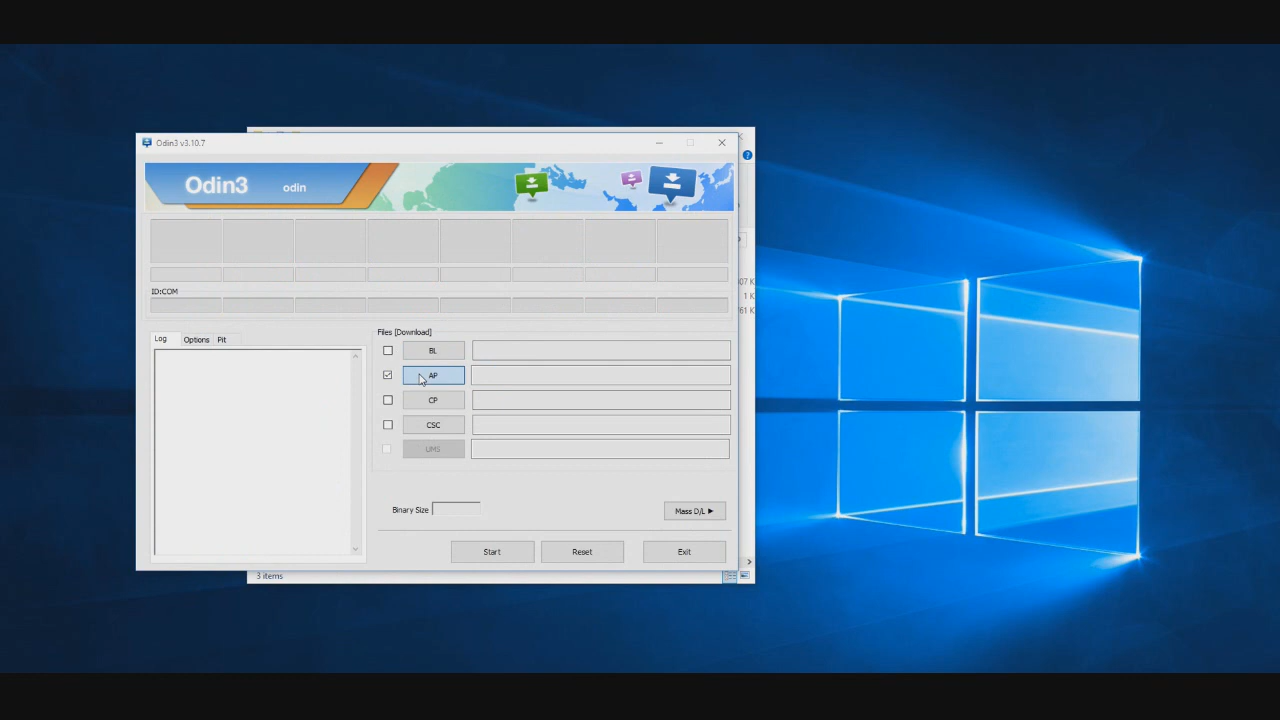 Odin3 v3.10.7
Odin3 odin
ID:COM
Log Options Pit
Files [Download]
BL
AP
CP
CSC
UMS
Binary Size
Mass D/L ►
Start Reset Exit
1 K
3 items